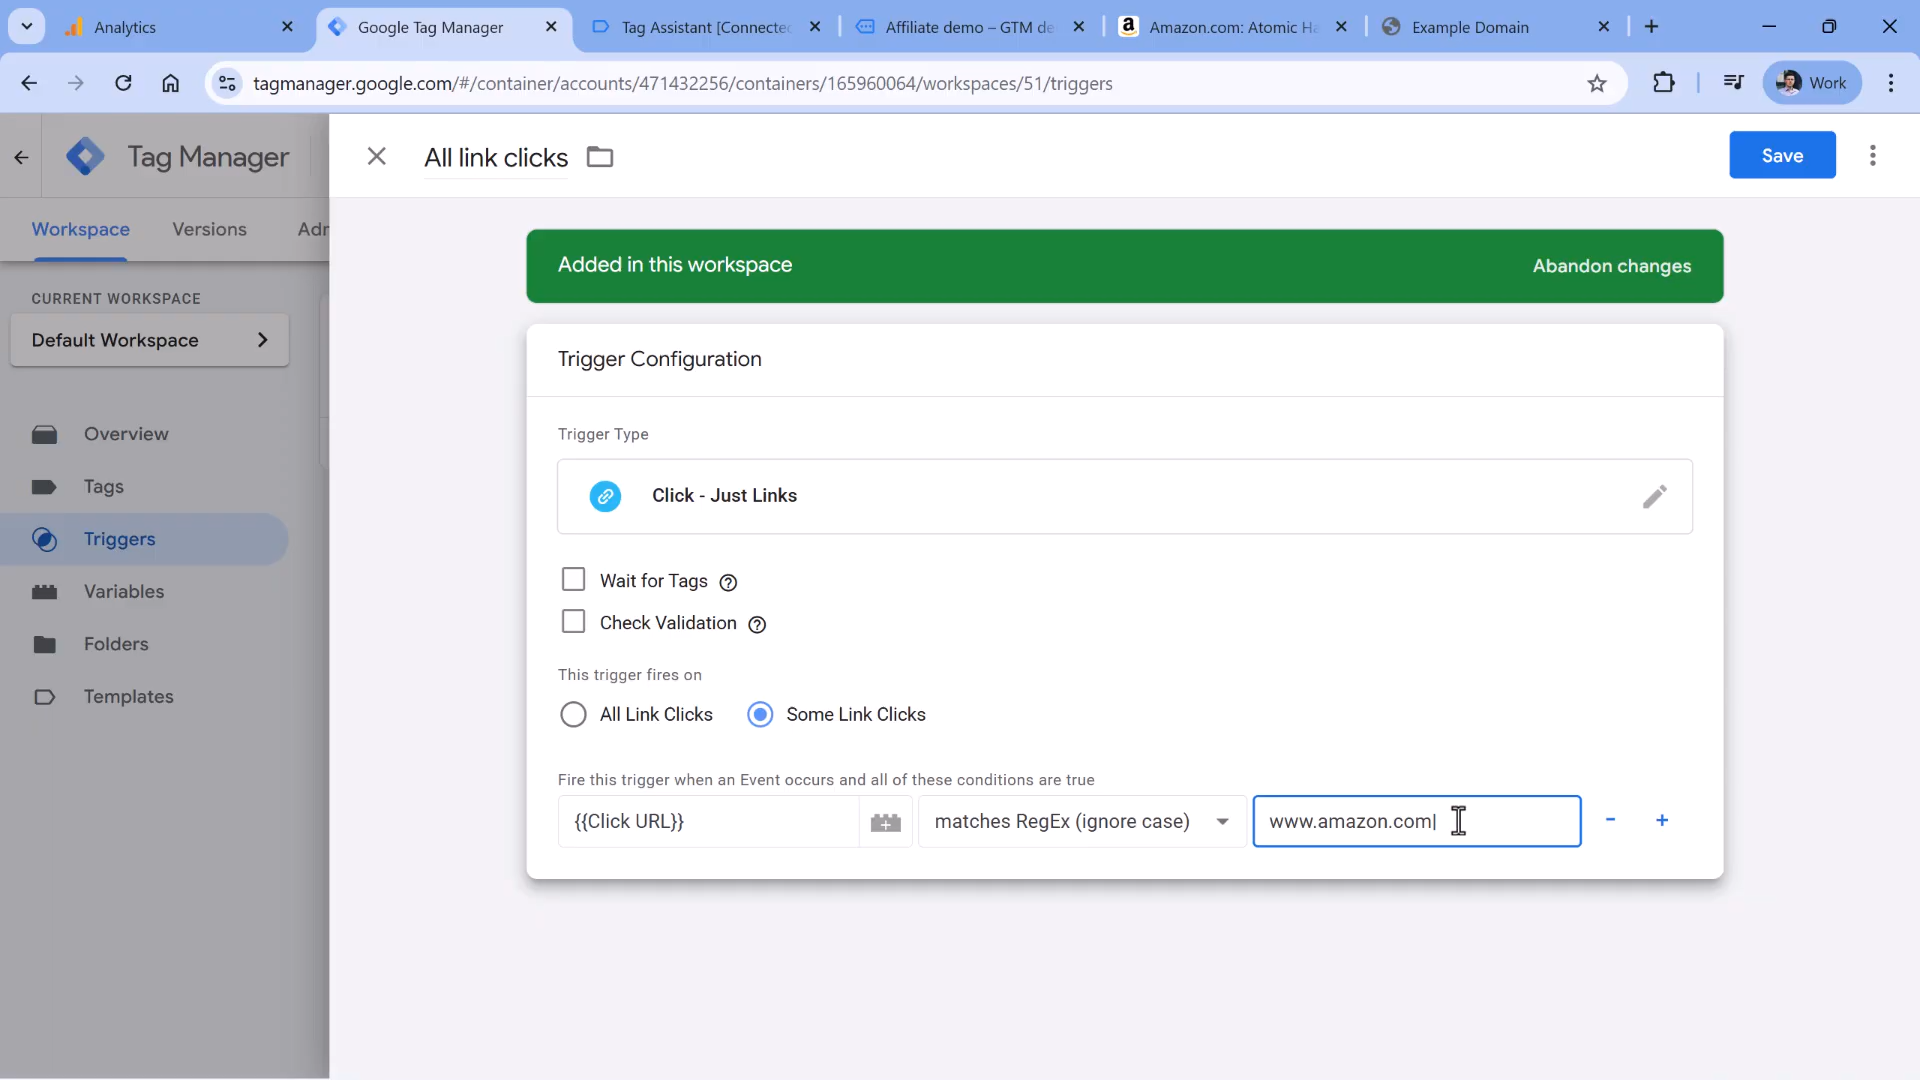 Analytics
Google Tag Manager
Tag Assistant [Connecte
Affiliate demo – GTM de
Amazon.com: Atomic Ha
Example Domain
tagmanager.google.com/#/container/accounts/471432256/containers/165960064/workspaces/51/triggers
Work
Tag Manager
All link clicks
Save
Workspace
Versions
Adr
Added in this workspace
Abandon changes
CURRENT WORKSPACE
Default Workspace
Trigger Configuration
Overview
Trigger Type
Tags
Click - Just Links
Triggers
Wait for Tags
Variables
Check Validation
Folders
This trigger fires on
Templates
All Link Clicks
Some Link Clicks
Fire this trigger when an Event occurs and all of these conditions are true
{{Click URL}}
matches RegEx (ignore case)
www.amazon.com|